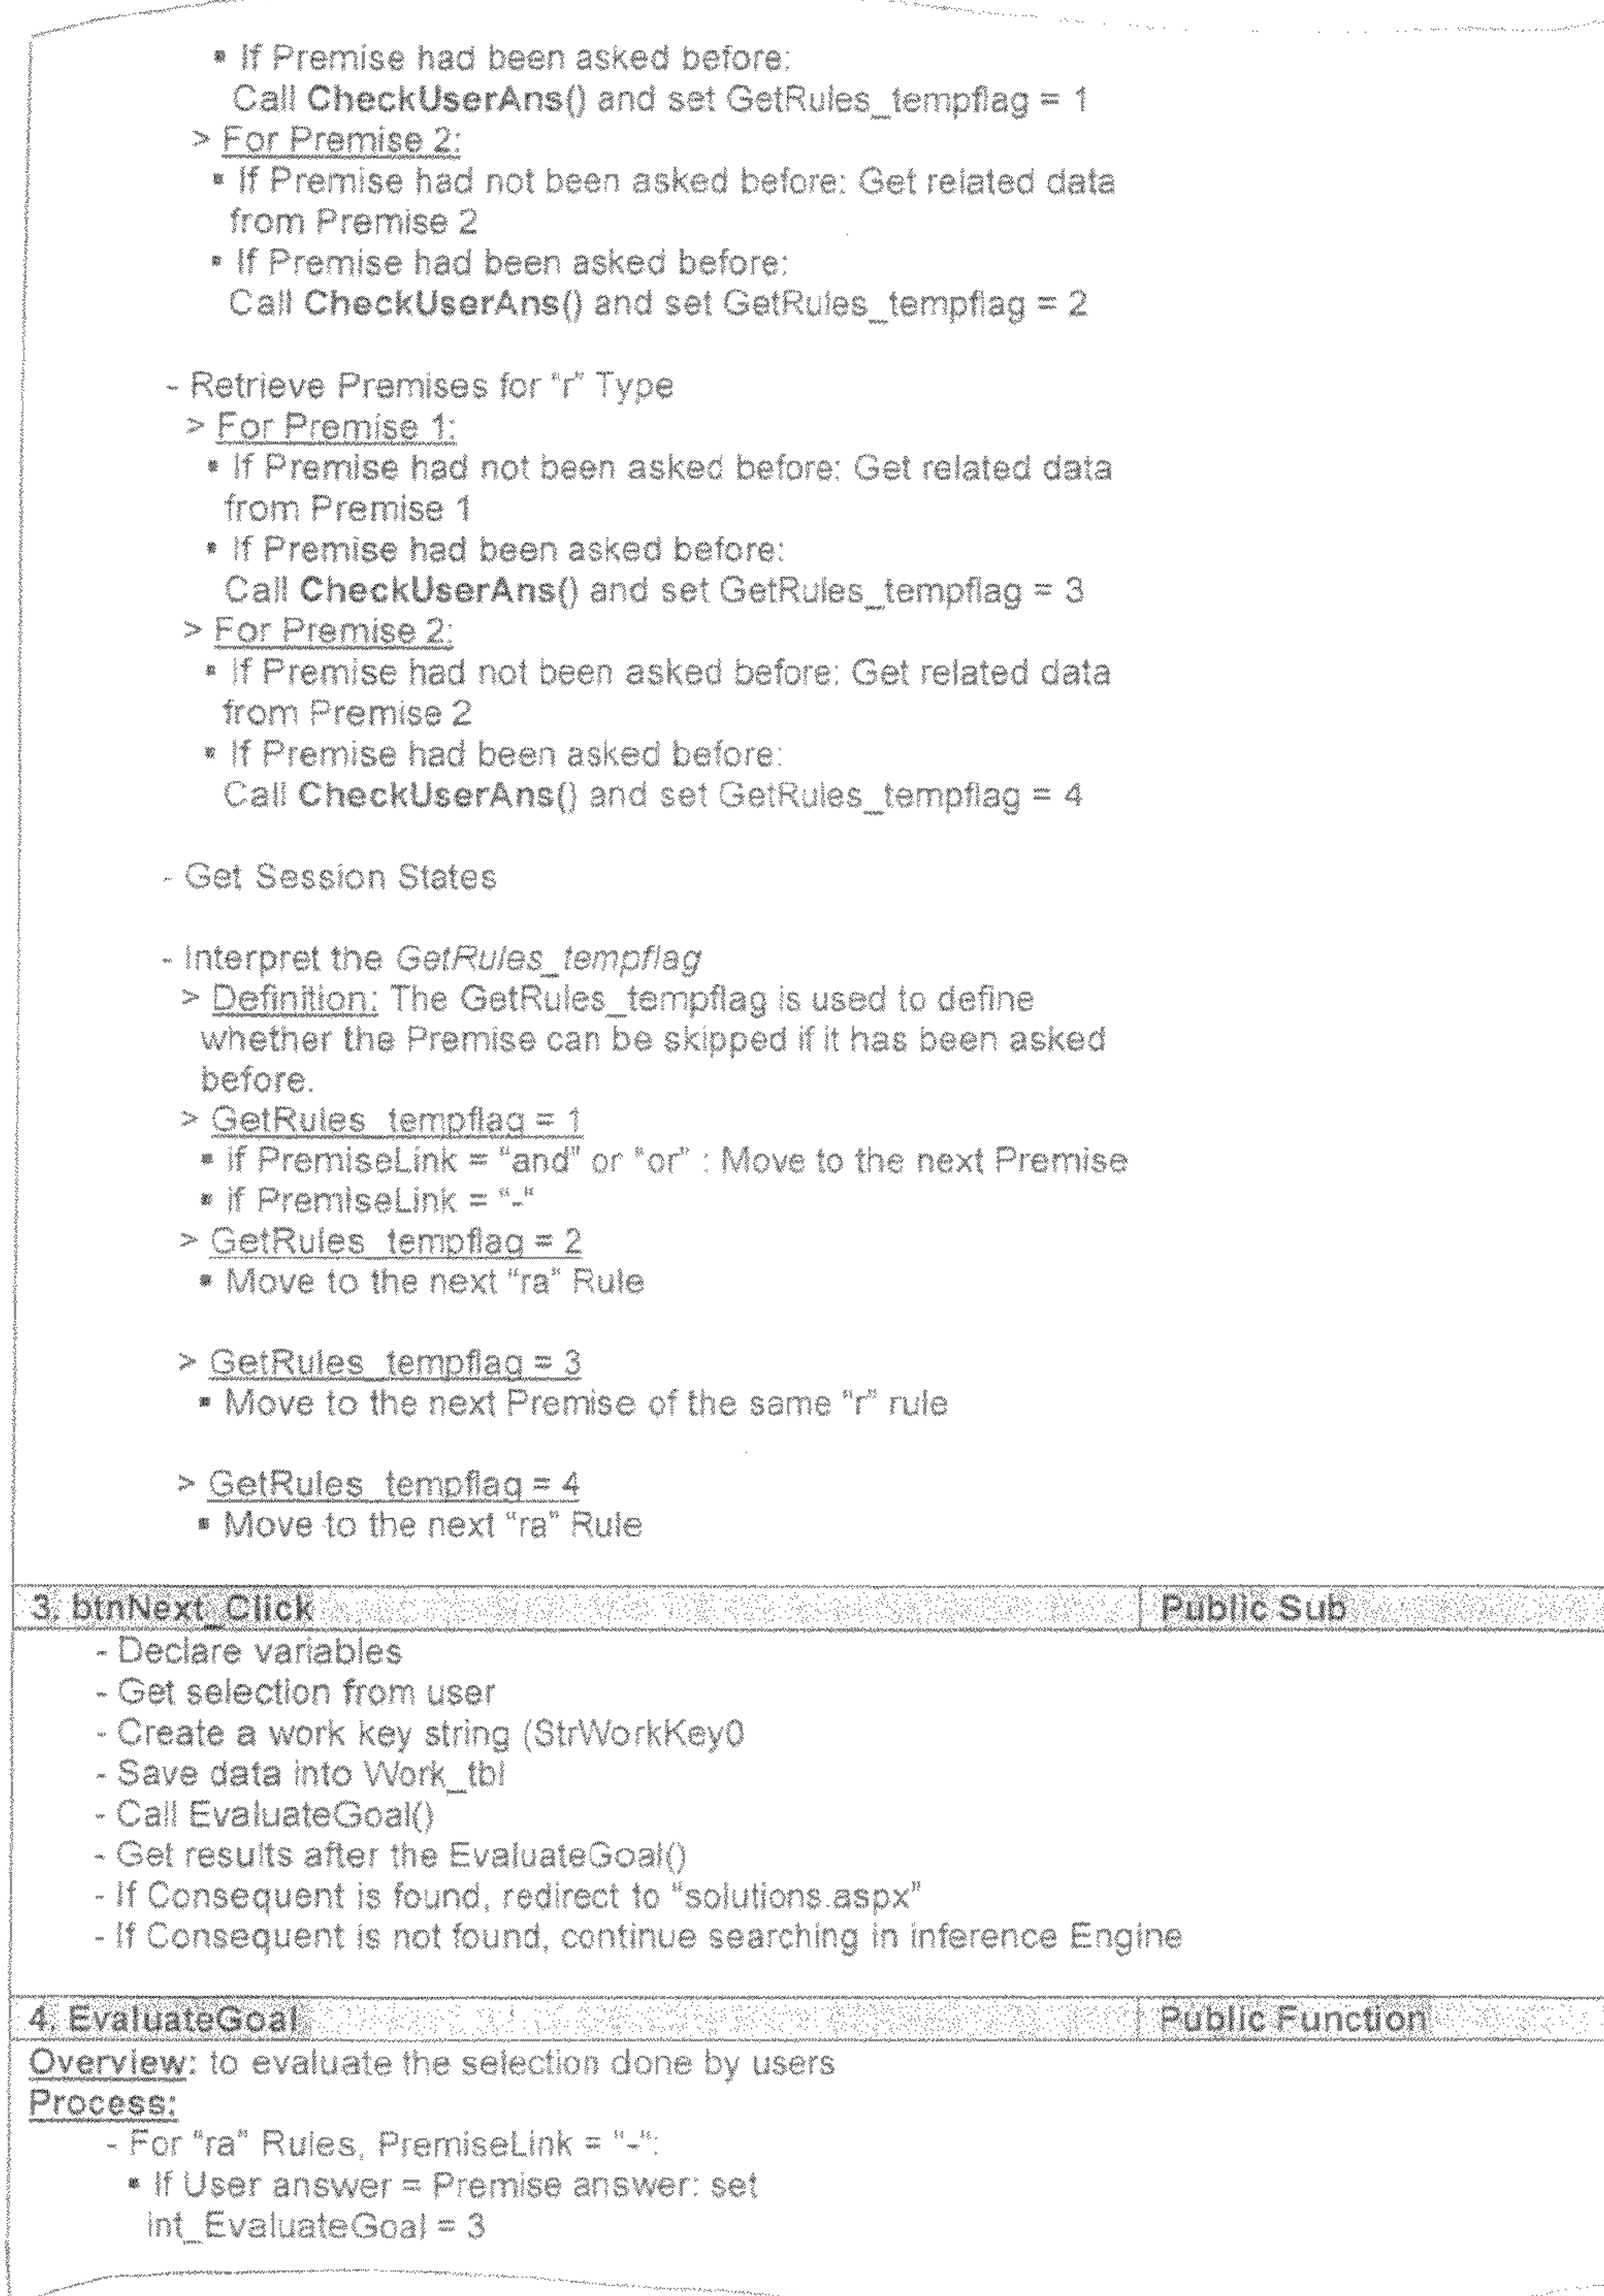 ▪ If Premise had been asked before:
Call CheckUserAns() and set GetRules_tempflag = 1
> For Premise 2:
▪ If Premise had not been asked before: Get related data
from Premise 2
▪ If Premise had been asked before:
Call CheckUserAns() and set GetRules_tempflag = 2
- Retrieve Premises for “r” Type
> For Premise 1:
▪ If Premise had not been asked before: Get related data
from Premise 1
▪ If Premise had been asked before:
Call CheckUserAns() and set GetRules_tempflag = 3
> For Premise 2:
▪ If Premise had not been asked before: Get related data
from Premise 2
▪ If Premise had been asked before:
Call CheckUserAns() and set GetRules_tempflag = 4
- Get Session States
- Interpret the GetRules_tempflag
> Definition: The GetRules_tempflag is used to define
whether the Premise can be skipped if it has been asked
before.
> GetRules_tempflag = 1
▪ if PremiseLink = “and” or “or” : Move to the next Premise
▪ if PremiseLink = “-“
> GetRules_tempflag = 2
▪ Move to the next “ra” Rule
> GetRules_tempflag = 3
▪ Move to the next Premise of the same “r” rule
> GetRules_tempflag = 4
▪ Move to the next “ra” Rule
3. btnNext_Click Public Sub
- Declare variables
- Get selection from user
- Create a work key string (StrWorkKey0
- Save data into Work_tbl
- Call EvaluateGoal()
- Get results after the EvaluateGoal()
- If Consequent is found, redirect to “solutions.aspx”
- If Consequent is not found, continue searching in inference Engine
4. EvaluateGoal Public Function
Overview: to evaluate the selection done by users
Process:
- For “ra” Rules, PremiseLink = “-“:
▪ If User answer = Premise answer: set
int_EvaluateGoal = 3